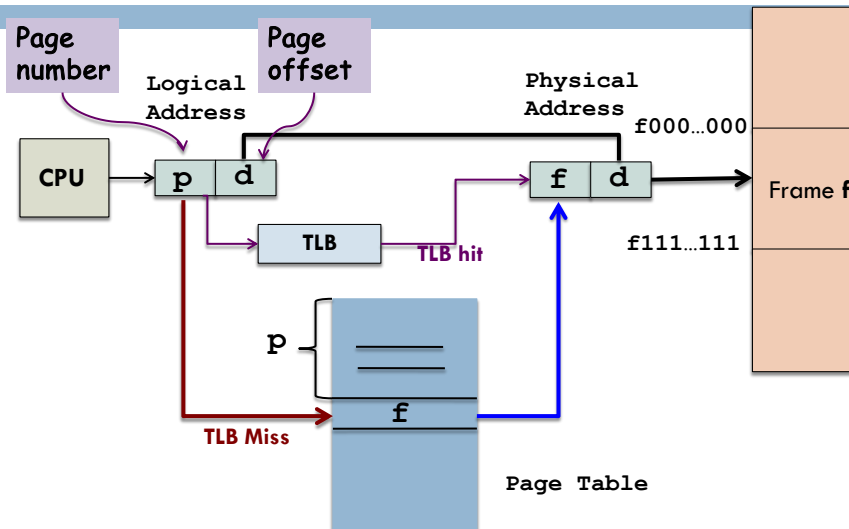 Page
number
Page
offset
Logical
Address
Physical
Address
f000…000
CPU
p
d
f
d
Frame f
TLB
TLB hit
f111…111
p
f
TLB Miss
Page Table